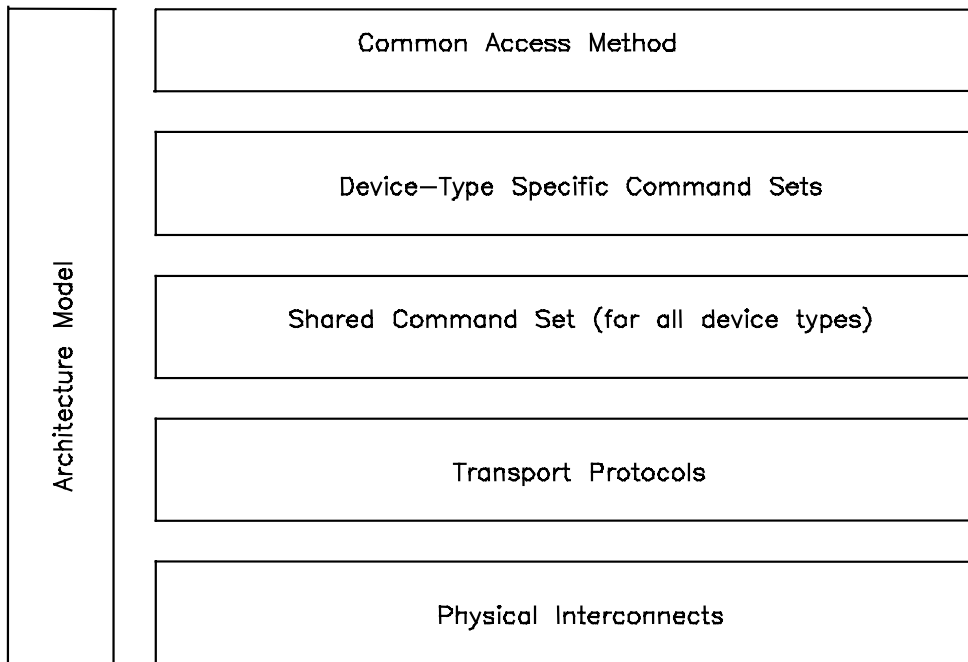 Common Access Method
Device-Type Specific Command Sets
Shared Command Set (for all device types)
Architecture Model
Transport Protocols
Physical Interconnects